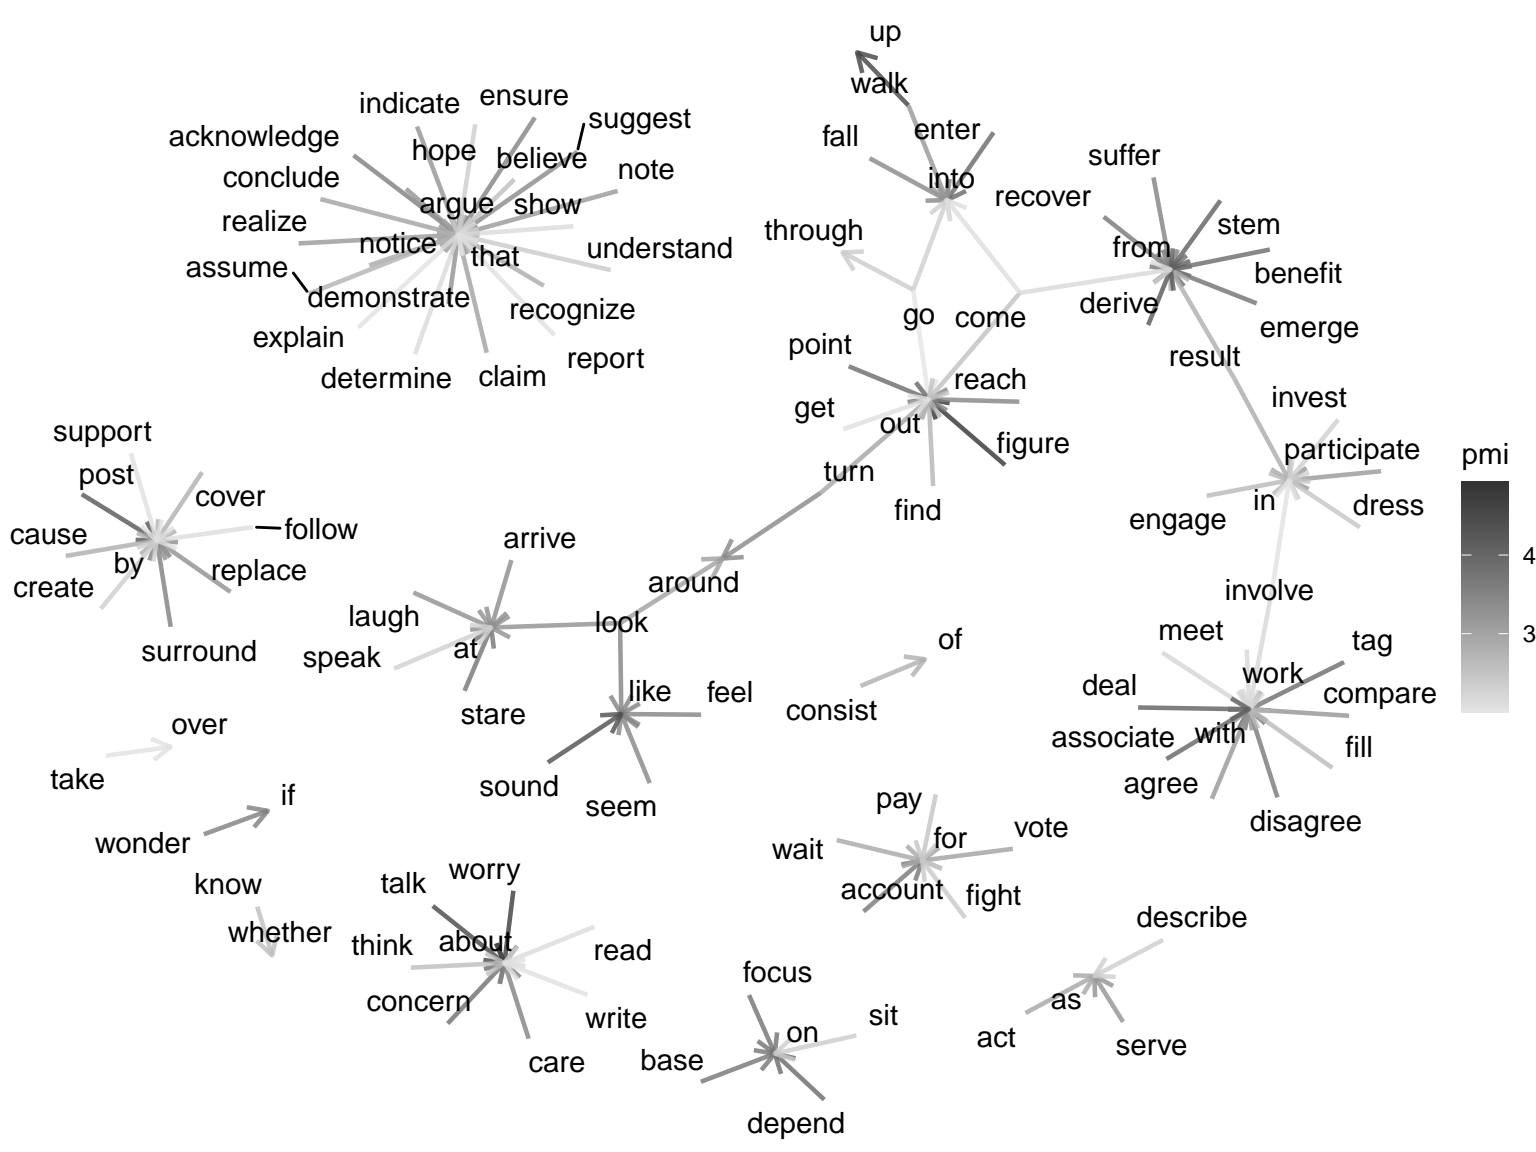 up
walk
indicate
ensure
suggest
acknowledge
hope
believe
fall
enter
suffer
conclude
note
into
recover
argue
show
realize
through
stem
notice
that
understand
from
assume
benefit
demonstrate
recognize
go
come
derive
emerge
explain
point
result
determine
claim
report
reach
get
invest
support
out
figure
participate
pmi
post
turn
cover
find
engage
in
dress
cause
follow
arrive
4
by
replace
around
create
involve
laugh
look
meet
tag
3
surround
speak
at
of
work
like
feel
deal
compare
stare
consist
over
associate
with
fill
take
sound
agree
if
seem
pay
disagree
wonder
wait
for
vote
know
talk
worry
account
fight
whether
think
about
read
describe
concern
focus
as
write
on
sit
care
base
act
serve
depend